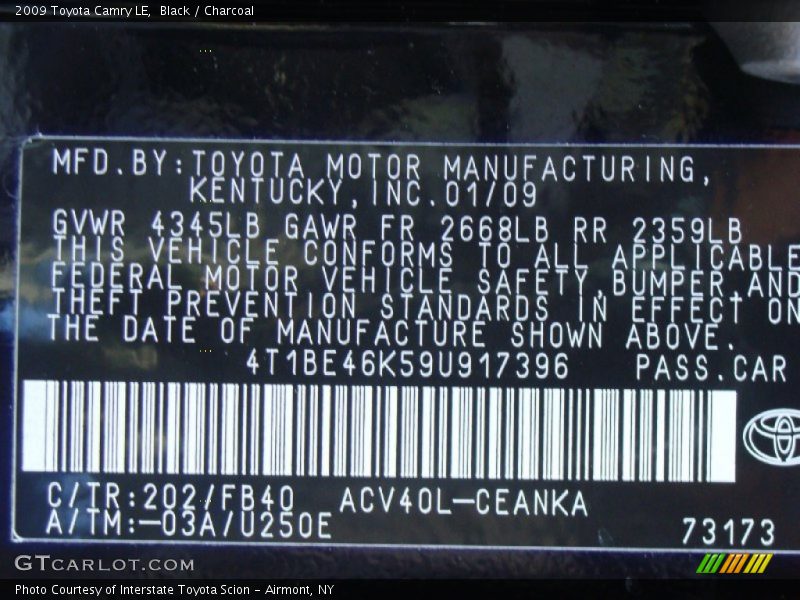 2009 Toyota Camry LE, Black / Charcoal
MFD.BY:TOYOTA MOTOR MANUFACTURING,
KENTUCKY,INC.01/09
GVWR 4345LB GAWR FR 2668LB RR 2359LB
THIS VEHICLE CONFORMS TO ALL APPLICABLE
FEDERAL MOTOR VEHICLE SAFETY,BUMPER,AND
THEFT PREVENTION STANDARDS IN EFFECT ON
THE DATE OF MANUFACTURE SHOWN ABOVE.
4T1BE46K59U917396 PASS.CAR
C/TR:202/FB40 ACV40L-CEANKA
A/TM:-03A/U250E
73173
GTCARLOT.COM
Photo Courtesy of Interstate Toyota Scion - Airmont, NY